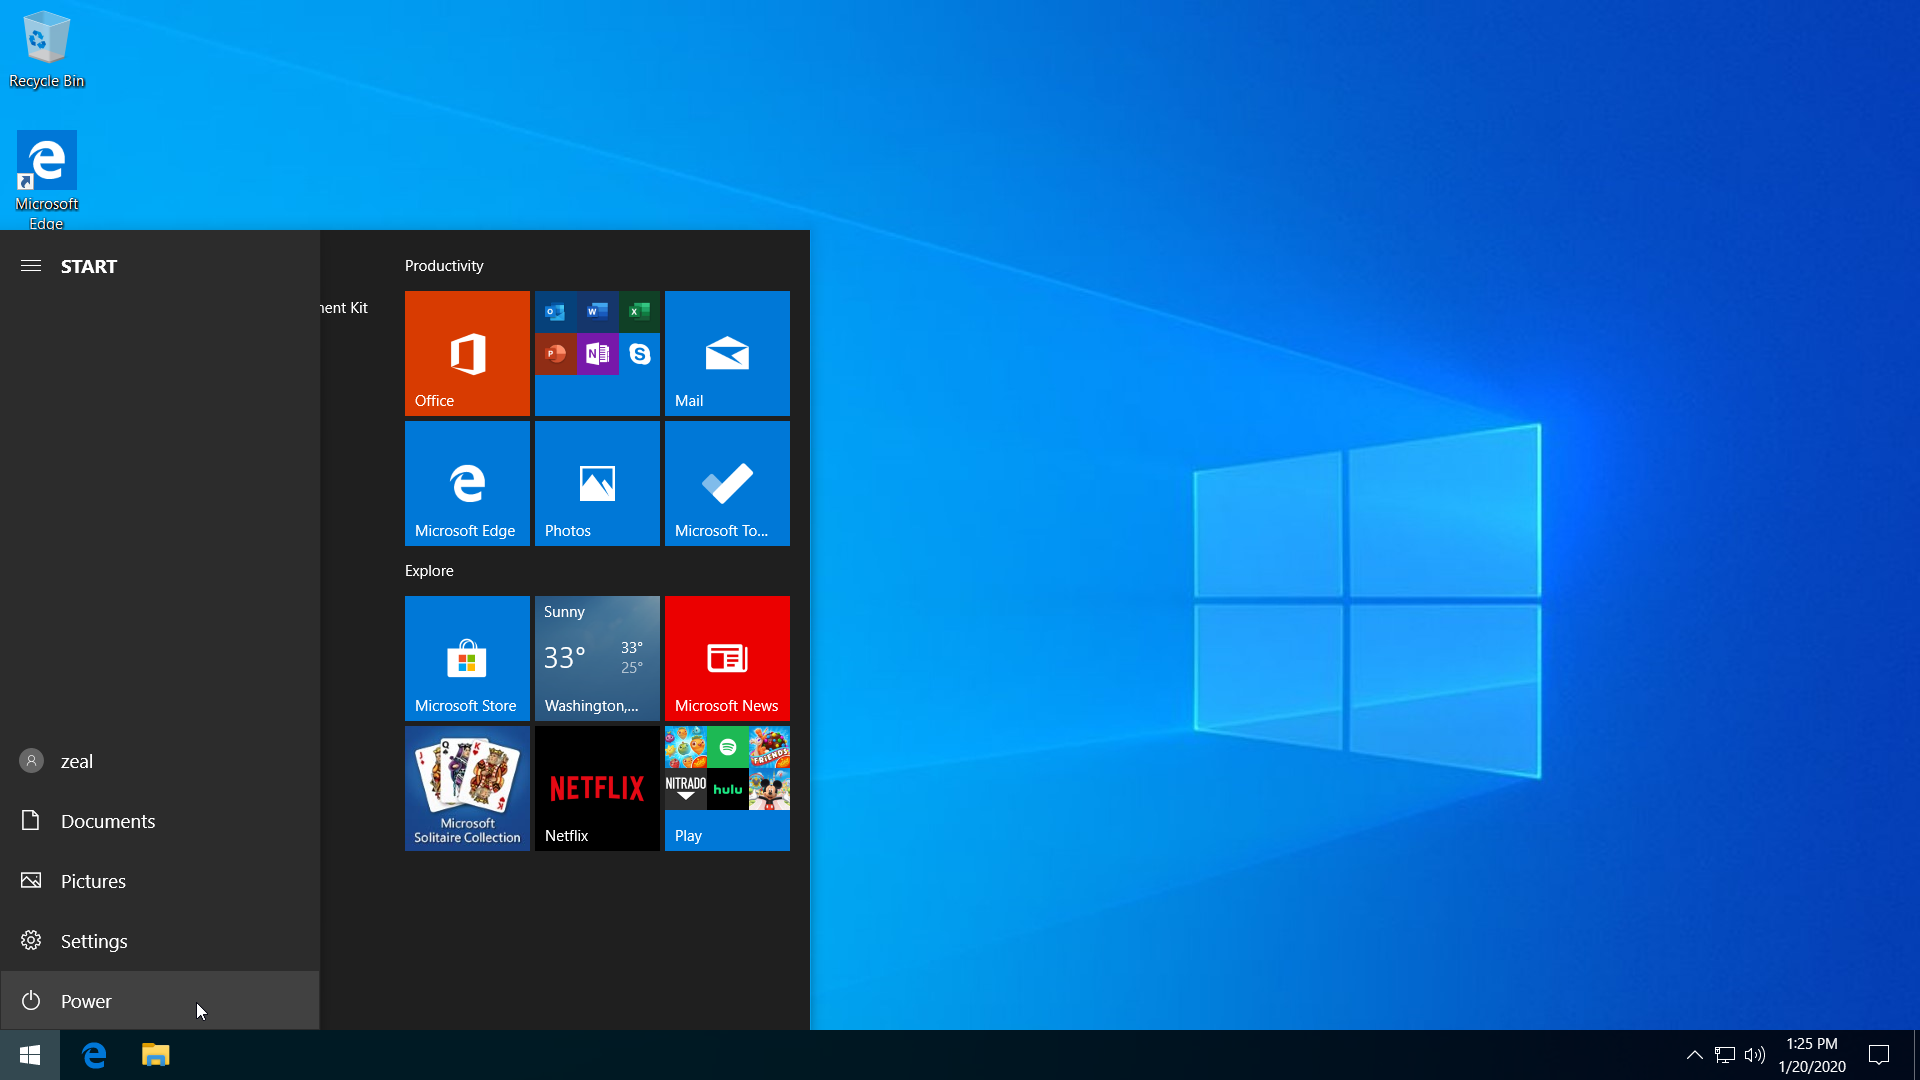 Recycle Bin
Microsoft
Edge
START
nent Kit
zeal
Documents
Pictures
Settings
Power
Productivity
Office
Mail
Microsoft Edge
Photos
Microsoft To...
Explore
Microsoft Store
Sunny
33°
33°
25°
Washington,...
Microsoft News
Microsoft
Solitaire Collection
NETFLIX
Netflix
FRIENDS
NITRADO
hulu
Play
1:25 PM
1/20/2020